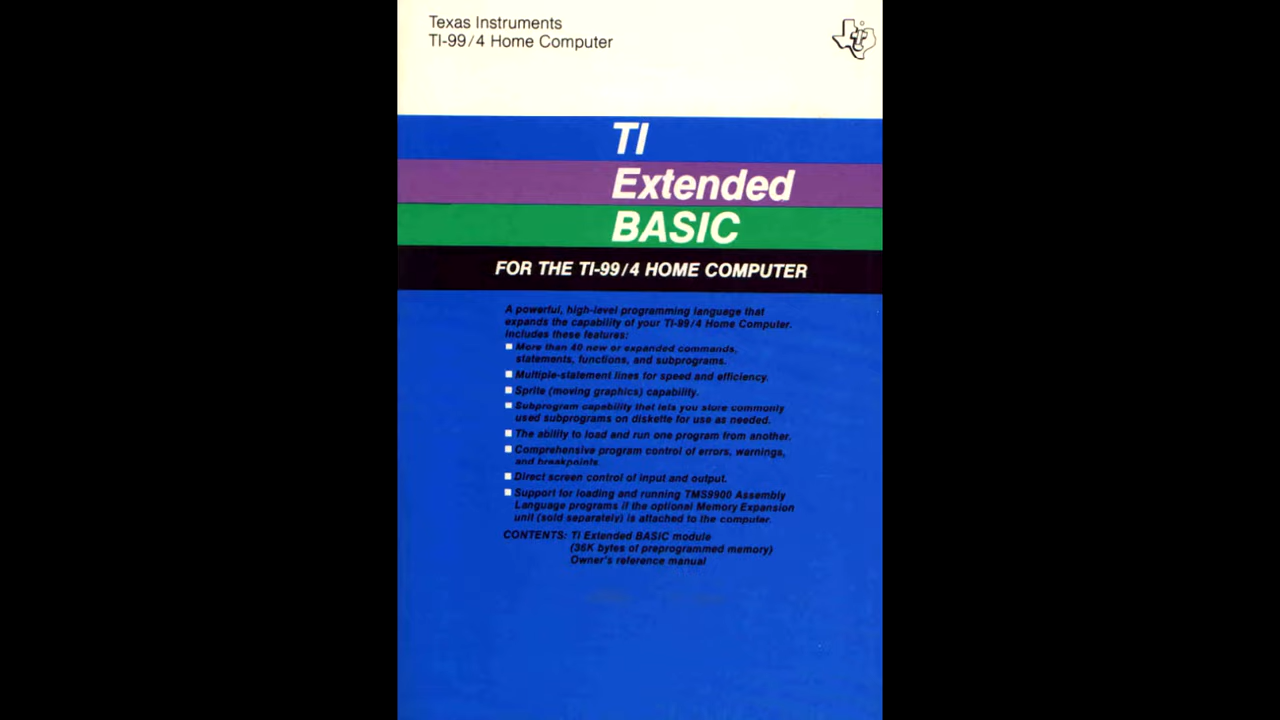 Texas Instruments
TI-99/4 Home Computer
TI
Extended
BASIC
FOR THE TI-99/4 HOME COMPUTER
A powerful, high-level programming language that
expands the capability of your TI-99/4 Home Computer.
Includes these features:
More than 40 new or expanded commands,
statements, functions, and subprograms.
Multiple-statement lines for speed and efficiency.
Sprite (moving graphics) capability.
Subprogram capability that lets you store commonly
used subprograms on diskette for use as needed.
The ability to load and run one program from another.
Comprehensive program control of errors, warnings,
and breakpoints.
Direct screen control of input and output.
Support for loading and running TMS9900 Assembly
Language programs if the optional Memory Expansion
unit (sold separately) is attached to the computer.
CONTENTS: TI Extended BASIC module
(36K bytes of preprogrammed memory)
Owner's reference manual